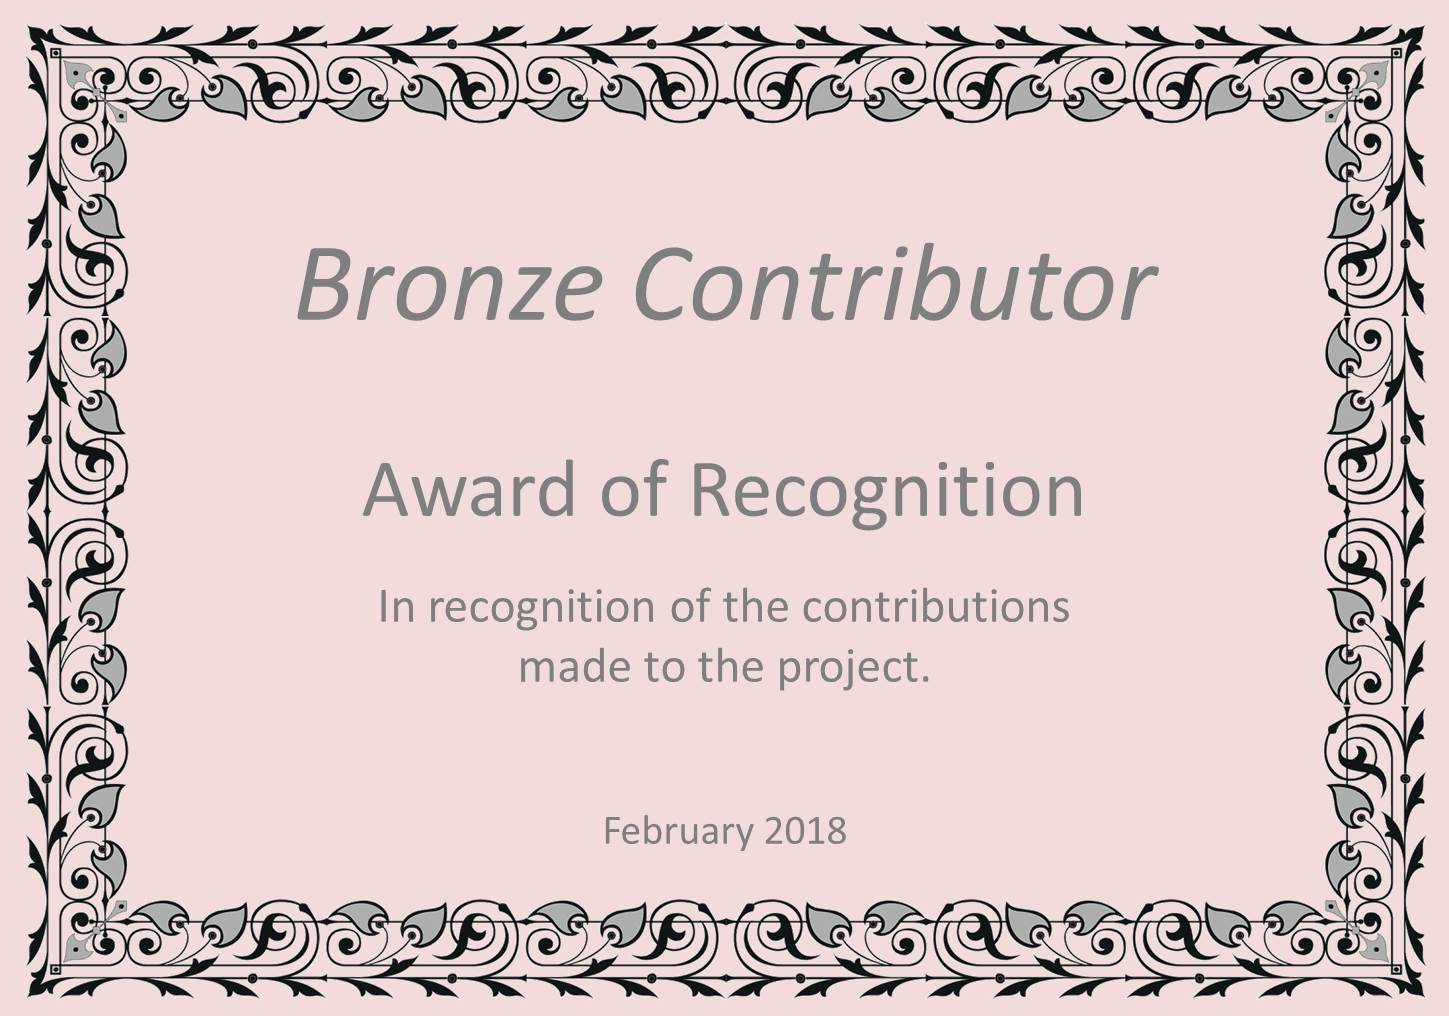 Bronze Contributor
Award of Recognition
In recognition of the contributions
made to the project.
February 2018